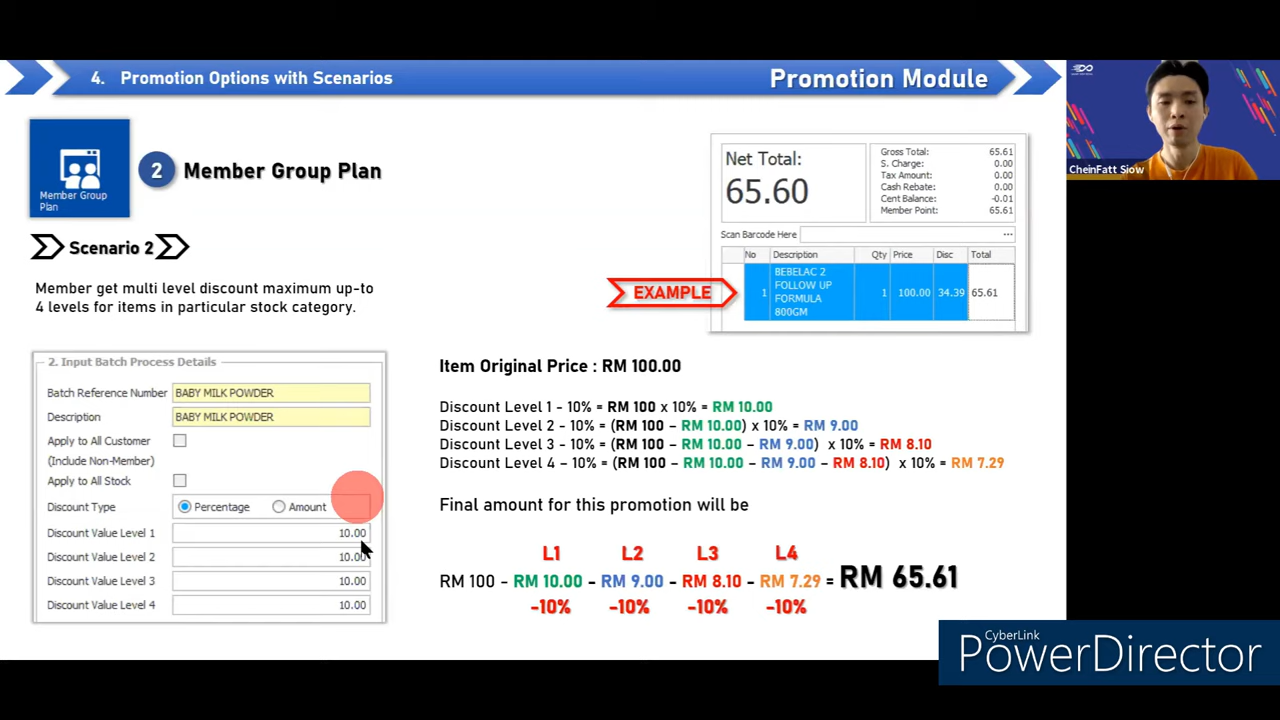 4. Promotion Options with Scenarios
Promotion Module
CheinFatt Siow
Member Group
Plan
2 Member Group Plan
Scenario 2
Member get multi level discount maximum up-to
4 levels for items in particular stock category.
Net Total:
65.60
Gross Total: 65.61
S. Charge: 0.00
Tax Amount: 0.00
Cash Rebate: 0.00
Cent Balance: -0.01
Member Point: 65.61
Scan Barcode Here ...
No Description Qty Price Disc Total
1 BEBELAC 2 FOLLOW UP FORMULA 800GM 1 100.00 34.39 65.61
EXAMPLE
2. Input Batch Process Details
Batch Reference Number BABY MILK POWDER
Description BABY MILK POWDER
Apply to All Customer
(Include Non-Member)
Apply to All Stock
Discount Type Percentage Amount
Discount Value Level 1 10.00
Discount Value Level 2 10.00
Discount Value Level 3 10.00
Discount Value Level 4 10.00
Item Original Price : RM 100.00
Discount Level 1 - 10% = RM 100 x 10% = RM 10.00
Discount Level 2 - 10% = (RM 100 – RM 10.00) x 10% = RM 9.00
Discount Level 3 - 10% = (RM 100 – RM 10.00 – RM 9.00) x 10% = RM 8.10
Discount Level 4 – 10% = (RM 100 – RM 10.00 – RM 9.00 – RM 8.10) x 10% = RM 7.29
Final amount for this promotion will be
L1 L2 L3 L4
RM 100 - RM 10.00 - RM 9.00 - RM 8.10 - RM 7.29 = RM 65.61
-10% -10% -10% -10%
CyberLink
PowerDirector